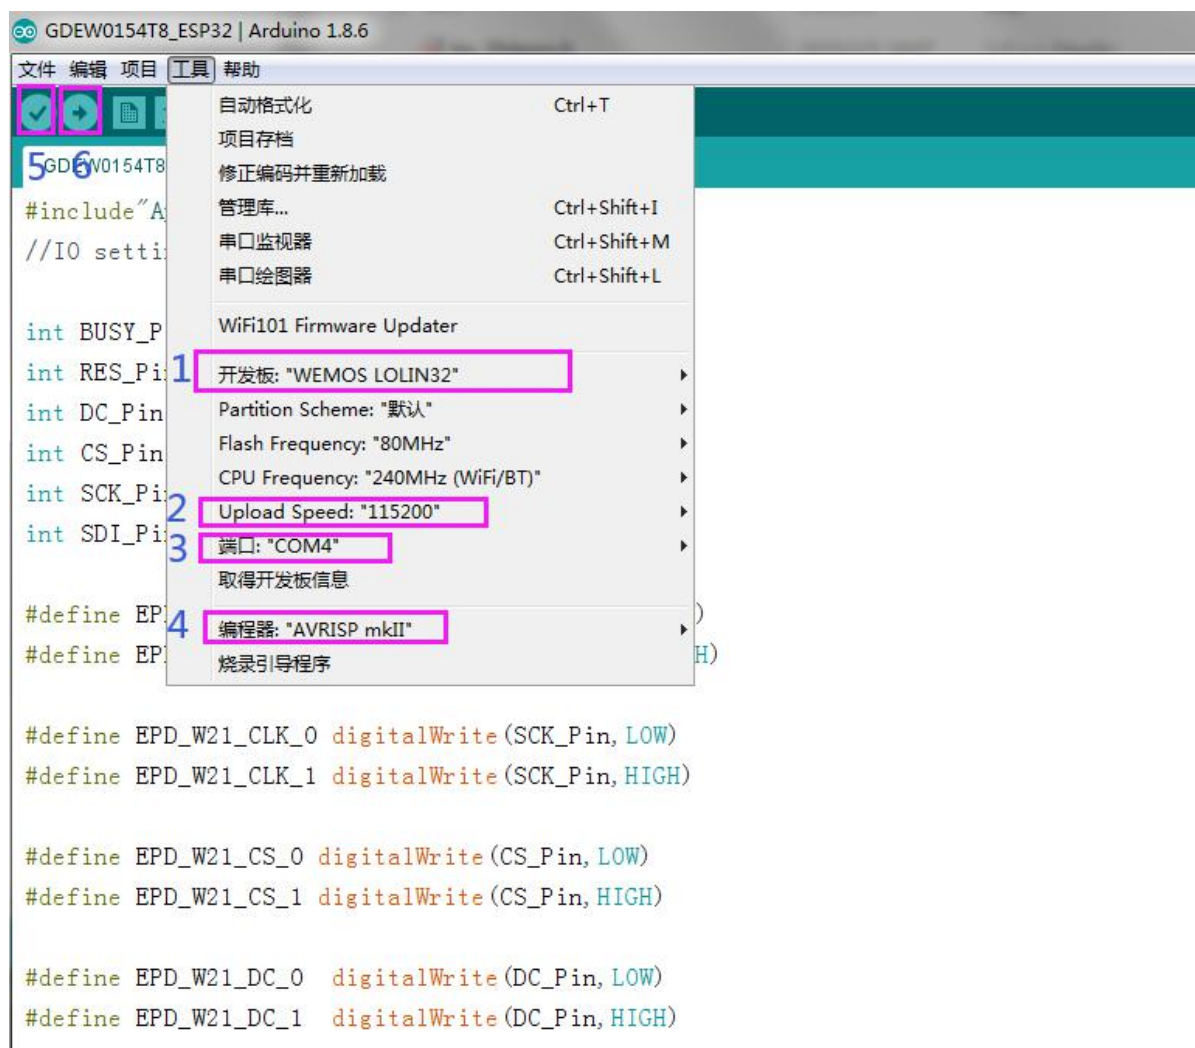 GDEW0154T8_ESP32 | Arduino 1.8.6
文件 编辑 项目 工具 帮助
5 6
GDEW0154T8
自动格式化 Ctrl+T
项目存档
修正编码并重新加载
管理库... Ctrl+Shift+I
串口监视器 Ctrl+Shift+M
串口绘图器 Ctrl+Shift+L
WiFi101 Firmware Updater
1 开发板: "WEMOS LOLIN32"
Partition Scheme: "默认"
Flash Frequency: "80MHz"
CPU Frequency: "240MHz (WiFi/BT)"
2 Upload Speed: "115200"
3 端口: "COM4"
取得开发板信息
4 编程器: "AVRISP mkII"
烧录引导程序
#include"A
//IO setti
int BUSY_P
int RES_Pi
int DC_Pin
int CS_Pin
int SCK_Pi
int SDI_Pi
#define EP )
#define EP H)
#define EPD_W21_CLK_0 digitalWrite(SCK_Pin,LOW)
#define EPD_W21_CLK_1 digitalWrite(SCK_Pin,HIGH)
#define EPD_W21_CS_0 digitalWrite(CS_Pin,LOW)
#define EPD_W21_CS_1 digitalWrite(CS_Pin,HIGH)
#define EPD_W21_DC_0 digitalWrite(DC_Pin,LOW)
#define EPD_W21_DC_1 digitalWrite(DC_Pin,HIGH)